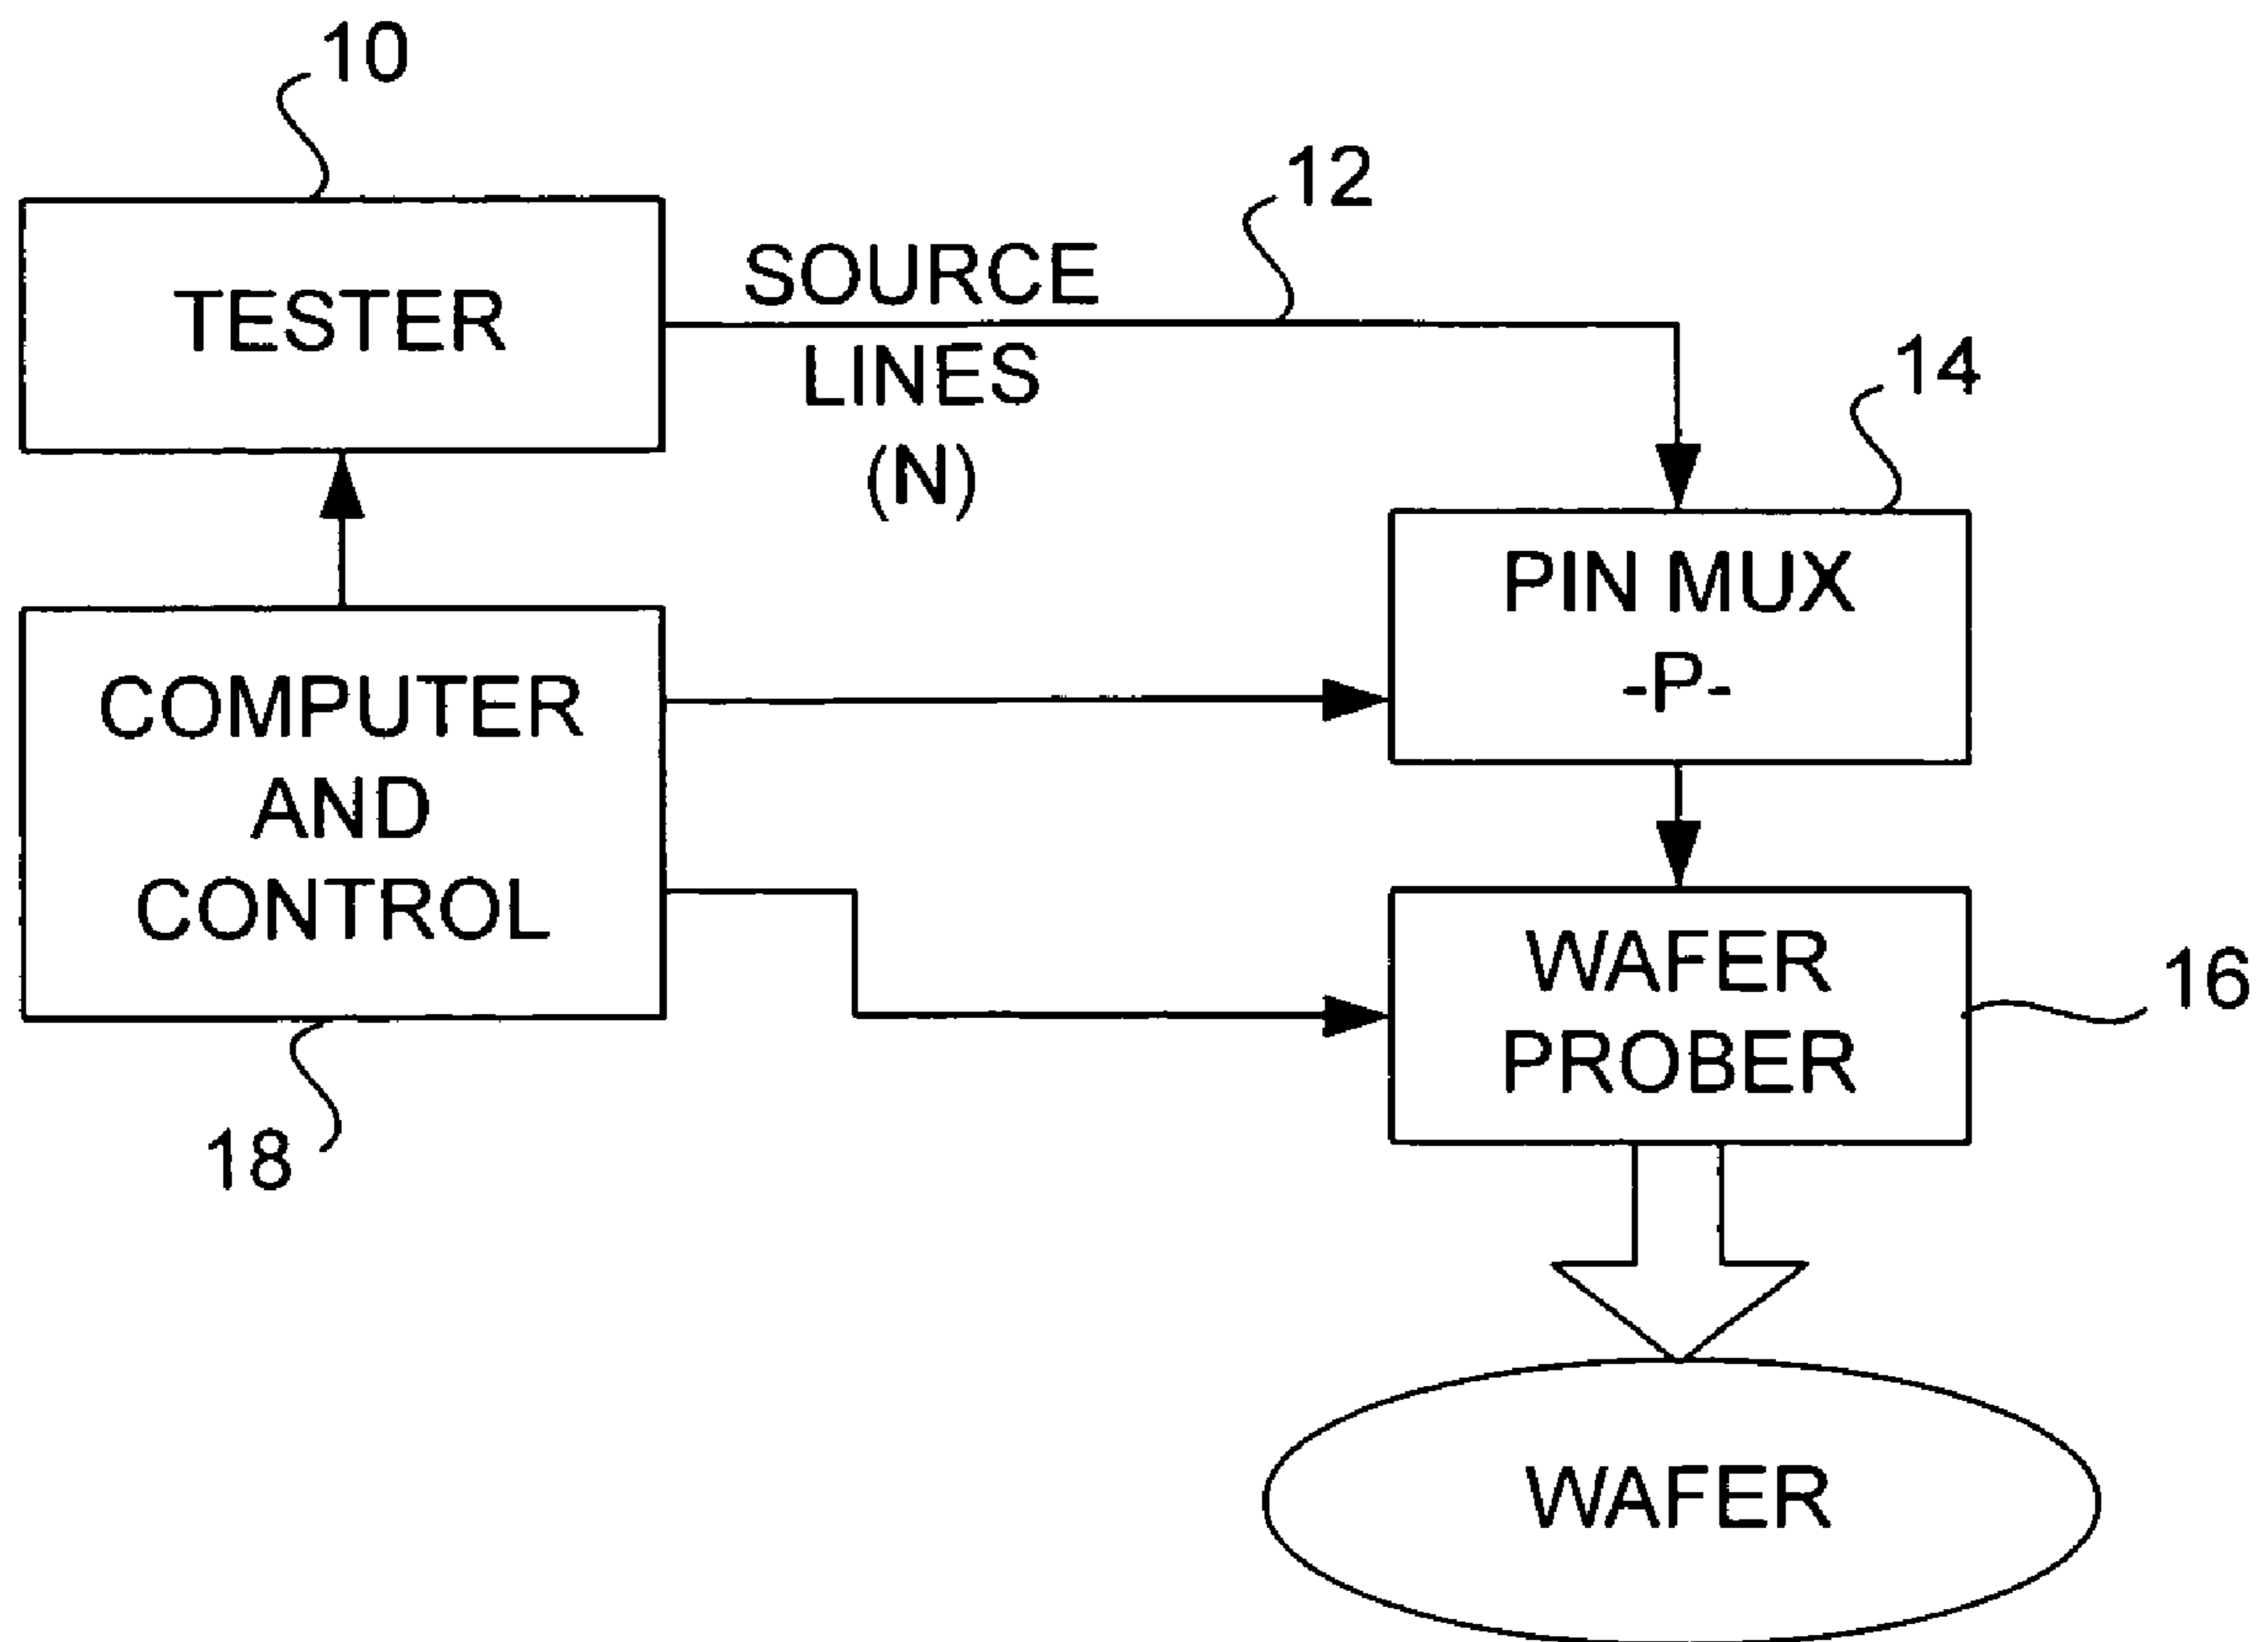 10
12
SOURCE
LINES
(N)
TESTER
14
PIN MUX
-P-
COMPUTER
AND
CONTROL
WAFER
PROBER
16
18
WAFER